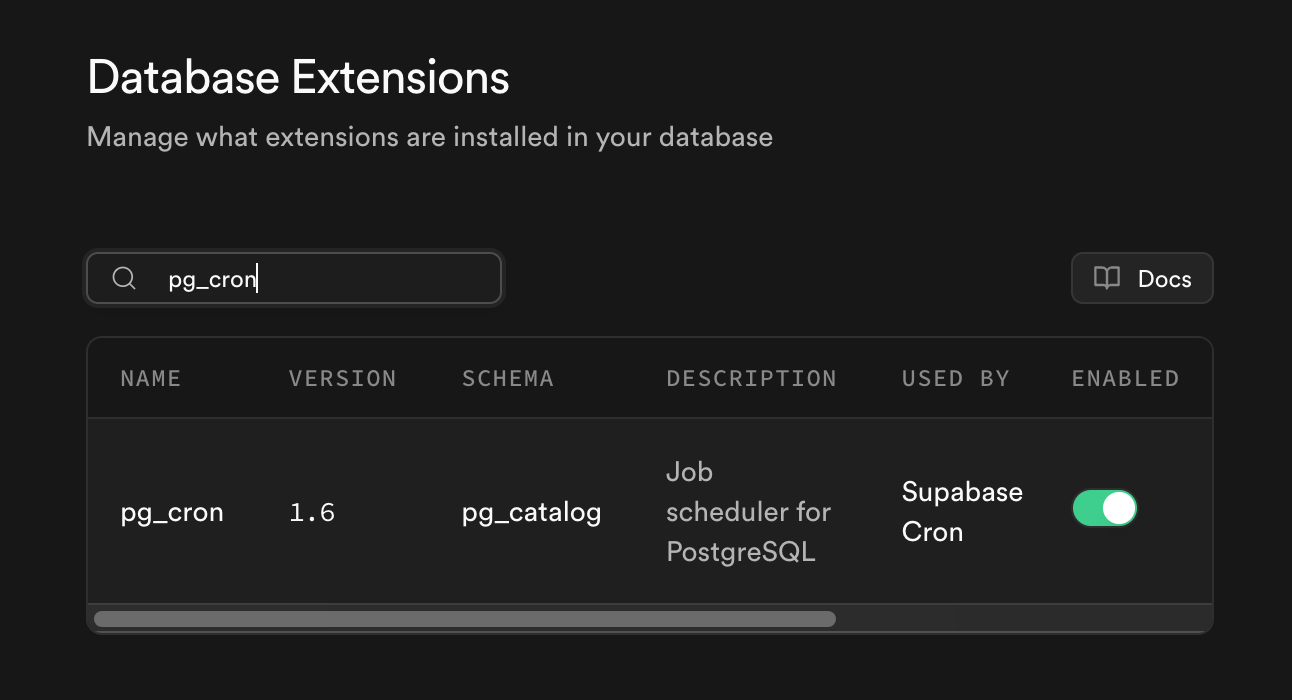 Database Extensions
Manage what extensions are installed in your database
pg_cron
Docs
NAME VERSION SCHEMA DESCRIPTION USED BY ENABLED
pg_cron 1.6 pg_catalog Job scheduler for PostgreSQL Supabase Cron